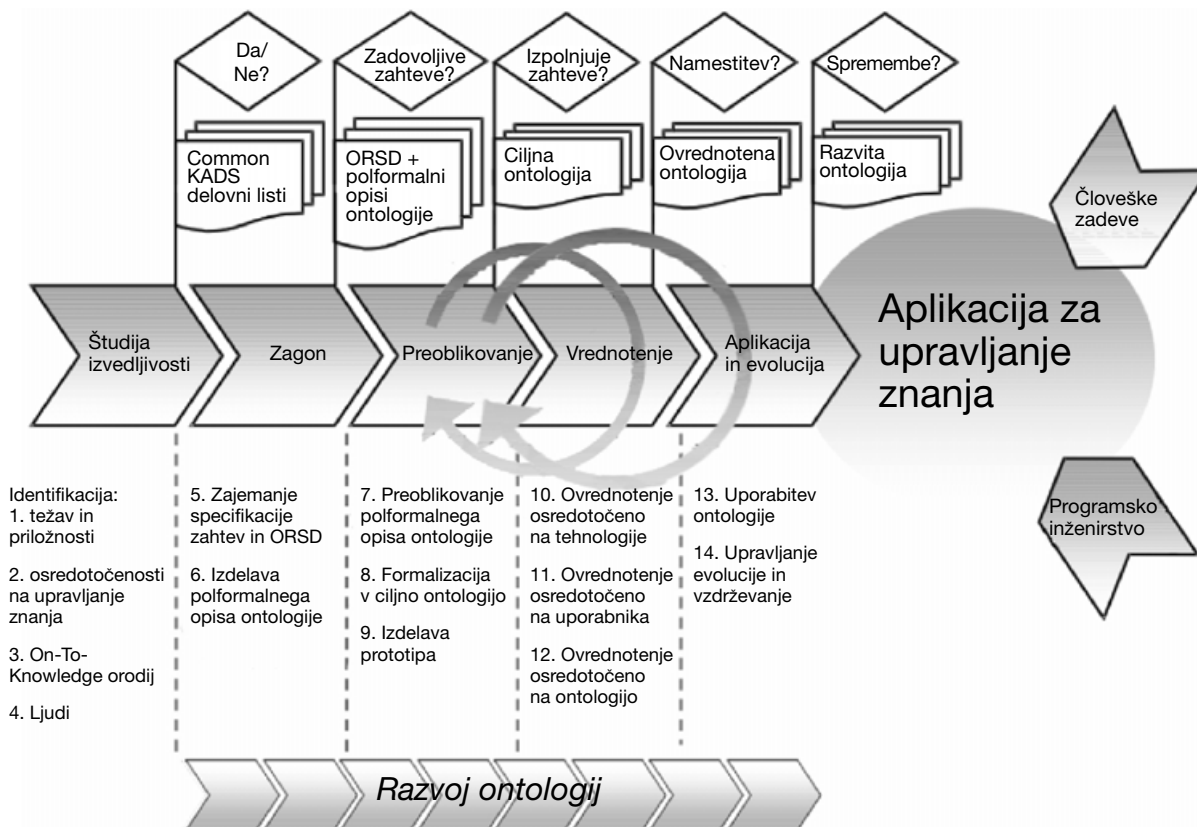 Da/
Ne?
Zadovoljive
zahteve?
Izpolnjuje
zahteve?
Namestitev?
Spremembe?
Common
KADS
delovni listi
ORSD +
polformalni
opisi
ontologije
Ciljna
ontologija
Ovrednotena
ontologija
Razvita
ontologija
Človeške
zadeve
Študija
izvedljivosti
Zagon
Preoblikovanje
Vrednotenje
Aplikacija
in evolucija
Aplikacija za
upravljanje
znanja
Programsko
inženirstvo
Identifikacija:
1. težav in
priložnosti
2. osredotočenosti
na upravljanje
znanja
3. On-To-
Knowledge orodij
4. Ljudi
5. Zajemanje
specifikacije
zahtev in ORSD
6. Izdelava
polformalnega
opisa ontologije
7. Preoblikovanje
polformalnega
opisa ontologije
8. Formalizacija
v ciljno ontologijo
9. Izdelava
prototipa
10. Ovrednotenje
osredotočeno
na tehnologije
11. Ovrednotenje
osredotočeno
na uporabnika
12. Ovrednotenje
osredotočeno
na ontologijo
13. Uporabitev
ontologije
14. Upravljanje
evolucije in
vzdrževanje
Razvoj ontologij